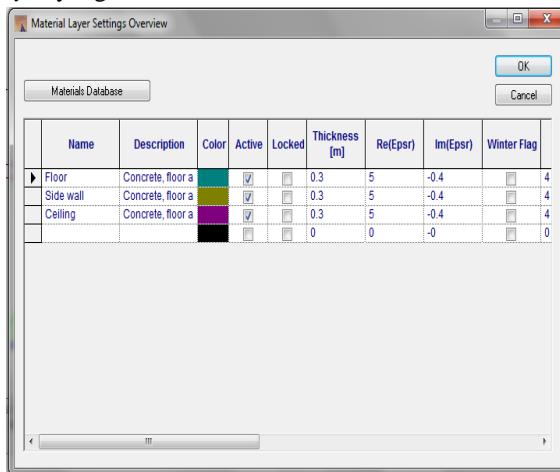 Material Layer Settings Overview
OK
Materials Database
Cancel
Name Description Color Active Locked Thickness [m] Re(Epsr) Im(Epsr) Winter Flag
Floor Concrete, floor a 0.3 5 -0.4 4
Side wall Concrete, floor a 0.3 5 -0.4 4
Ceiling Concrete, floor a 0.3 5 -0.4 4
0 0 -0 0